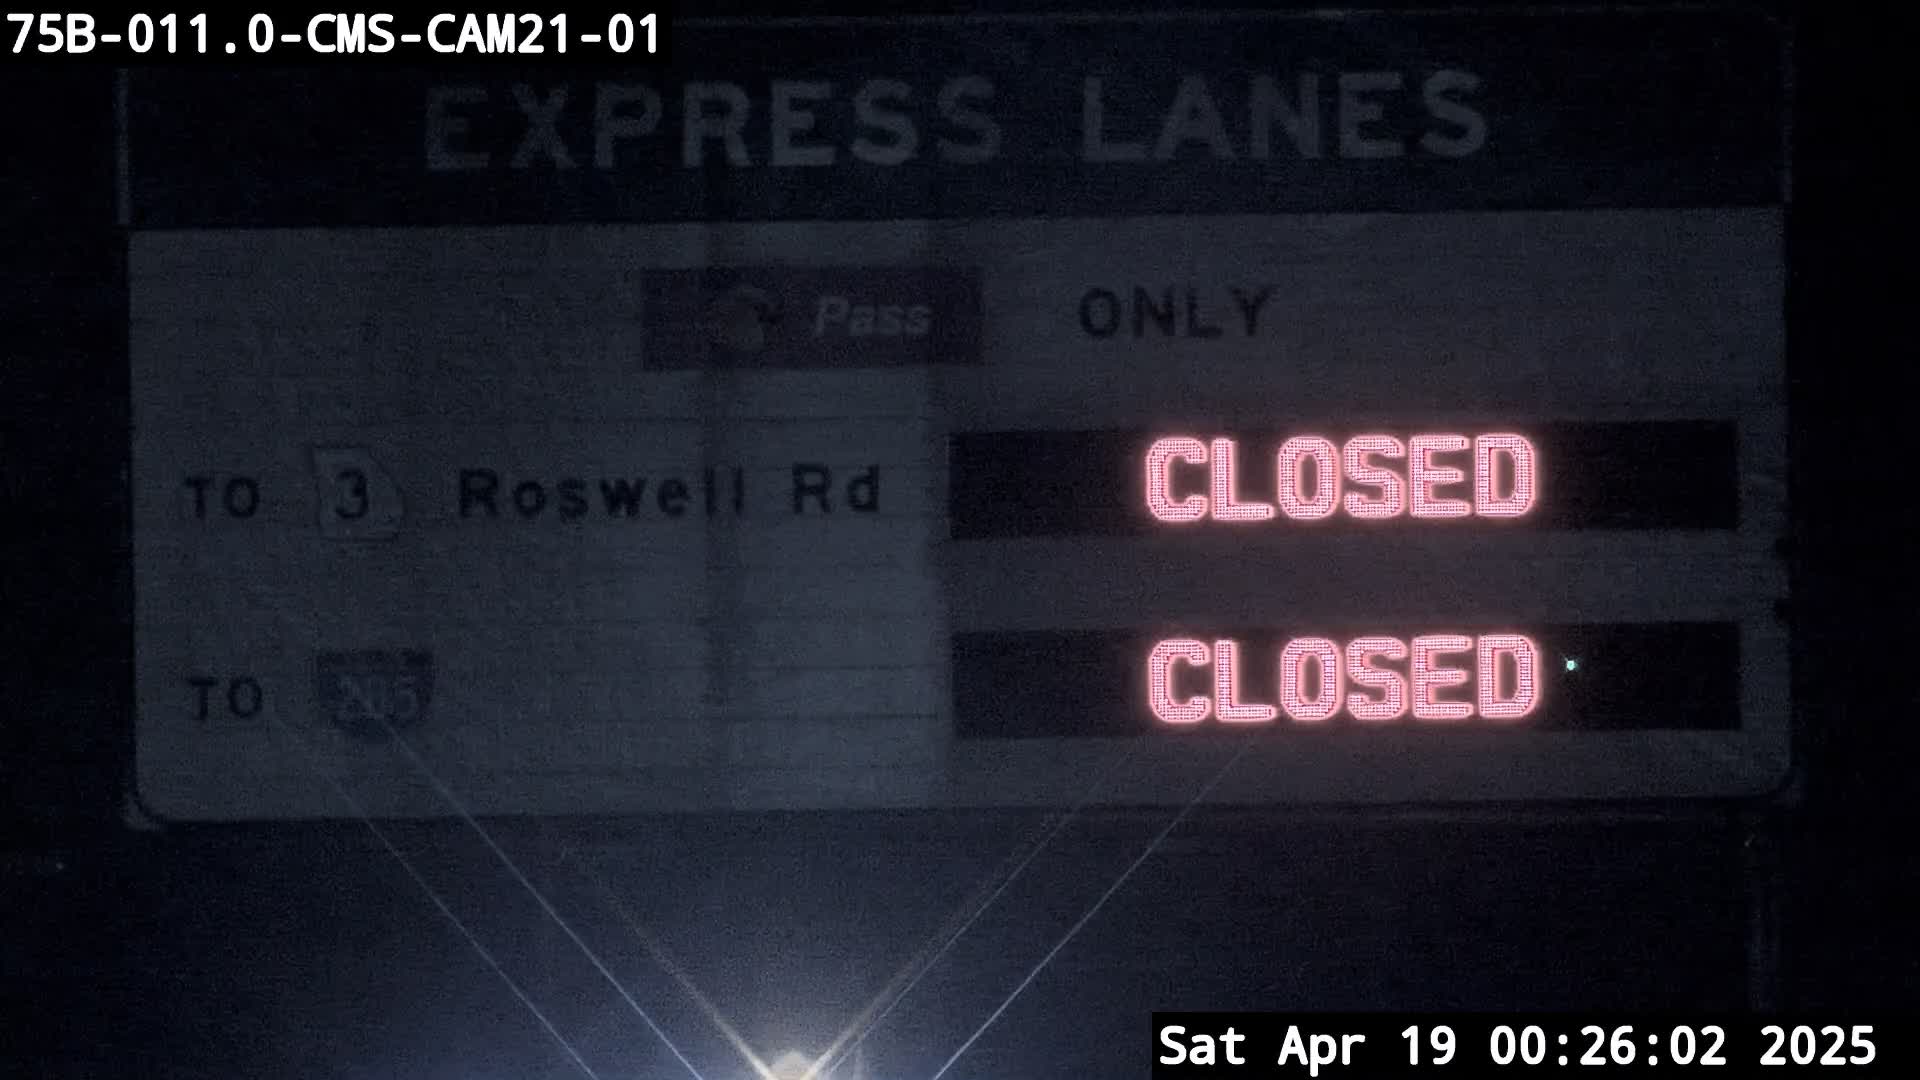 75B-011.0-CMS-CAM21-01
EXPRESS LANES
Pass ONLY
TO 3 Roswell Rd CLOSED
TO CLOSED
Sat Apr 19 00:26:02 2025